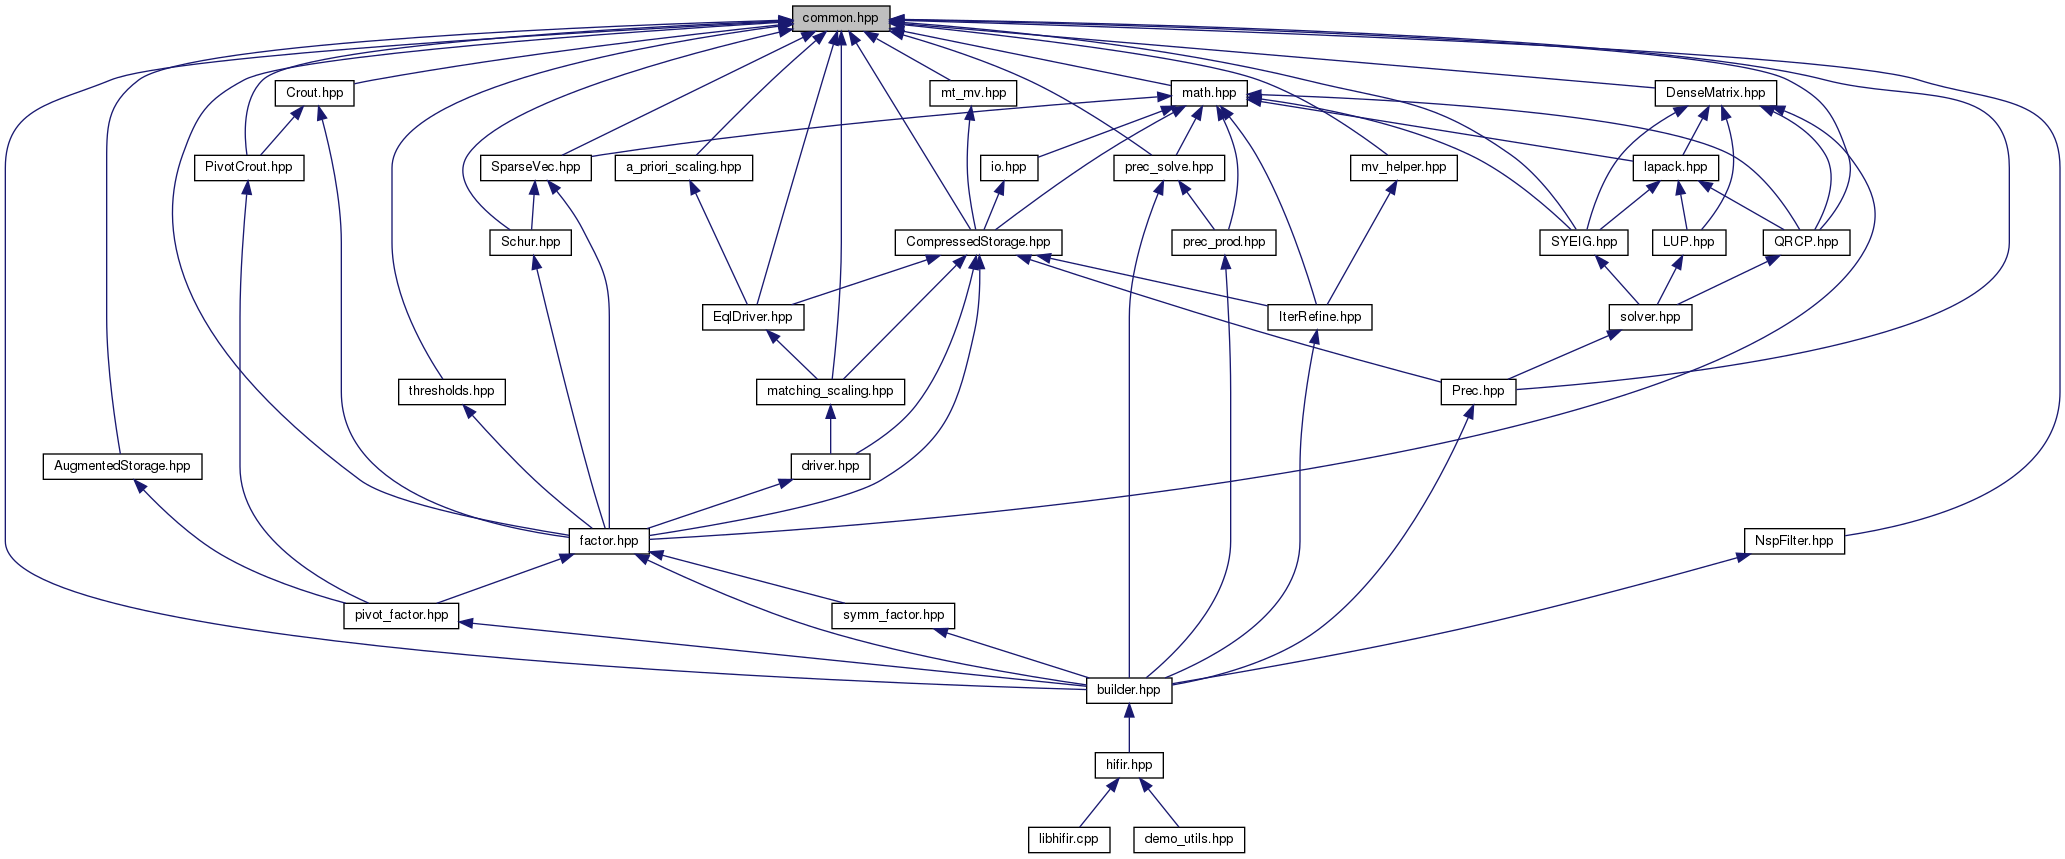 common.hpp
Crout.hpp
mt_mv.hpp
math.hpp
DenseMatrix.hpp
PivotCrout.hpp
SparseVec.hpp
a_priori_scaling.hpp
io.hpp
prec_solve.hpp
mv_helper.hpp
lapack.hpp
Schur.hpp
CompressedStorage.hpp
prec_prod.hpp
SYEIG.hpp
LUP.hpp
QRCP.hpp
EqlDriver.hpp
IterRefine.hpp
solver.hpp
thresholds.hpp
matching_scaling.hpp
Prec.hpp
AugmentedStorage.hpp
driver.hpp
factor.hpp
NspFilter.hpp
pivot_factor.hpp
symm_factor.hpp
builder.hpp
hifir.hpp
libhifir.cpp
demo_utils.hpp